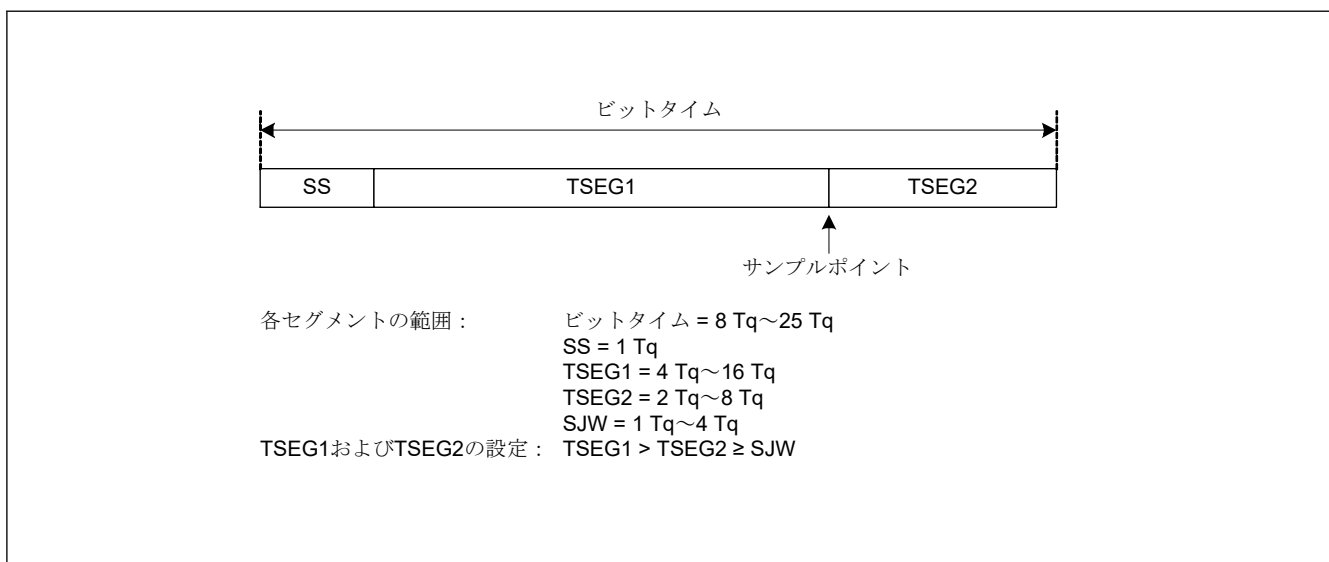 ビットタイム
SS TSEG1 TSEG2
サンプルポイント
各セグメントの範囲: ビットタイム = 8 Tq～25 Tq
SS = 1 Tq
TSEG1 = 4 Tq～16 Tq
TSEG2 = 2 Tq～8 Tq
SJW = 1 Tq～4 Tq
TSEG1およびTSEG2の設定: TSEG1 > TSEG2 ≥ SJW